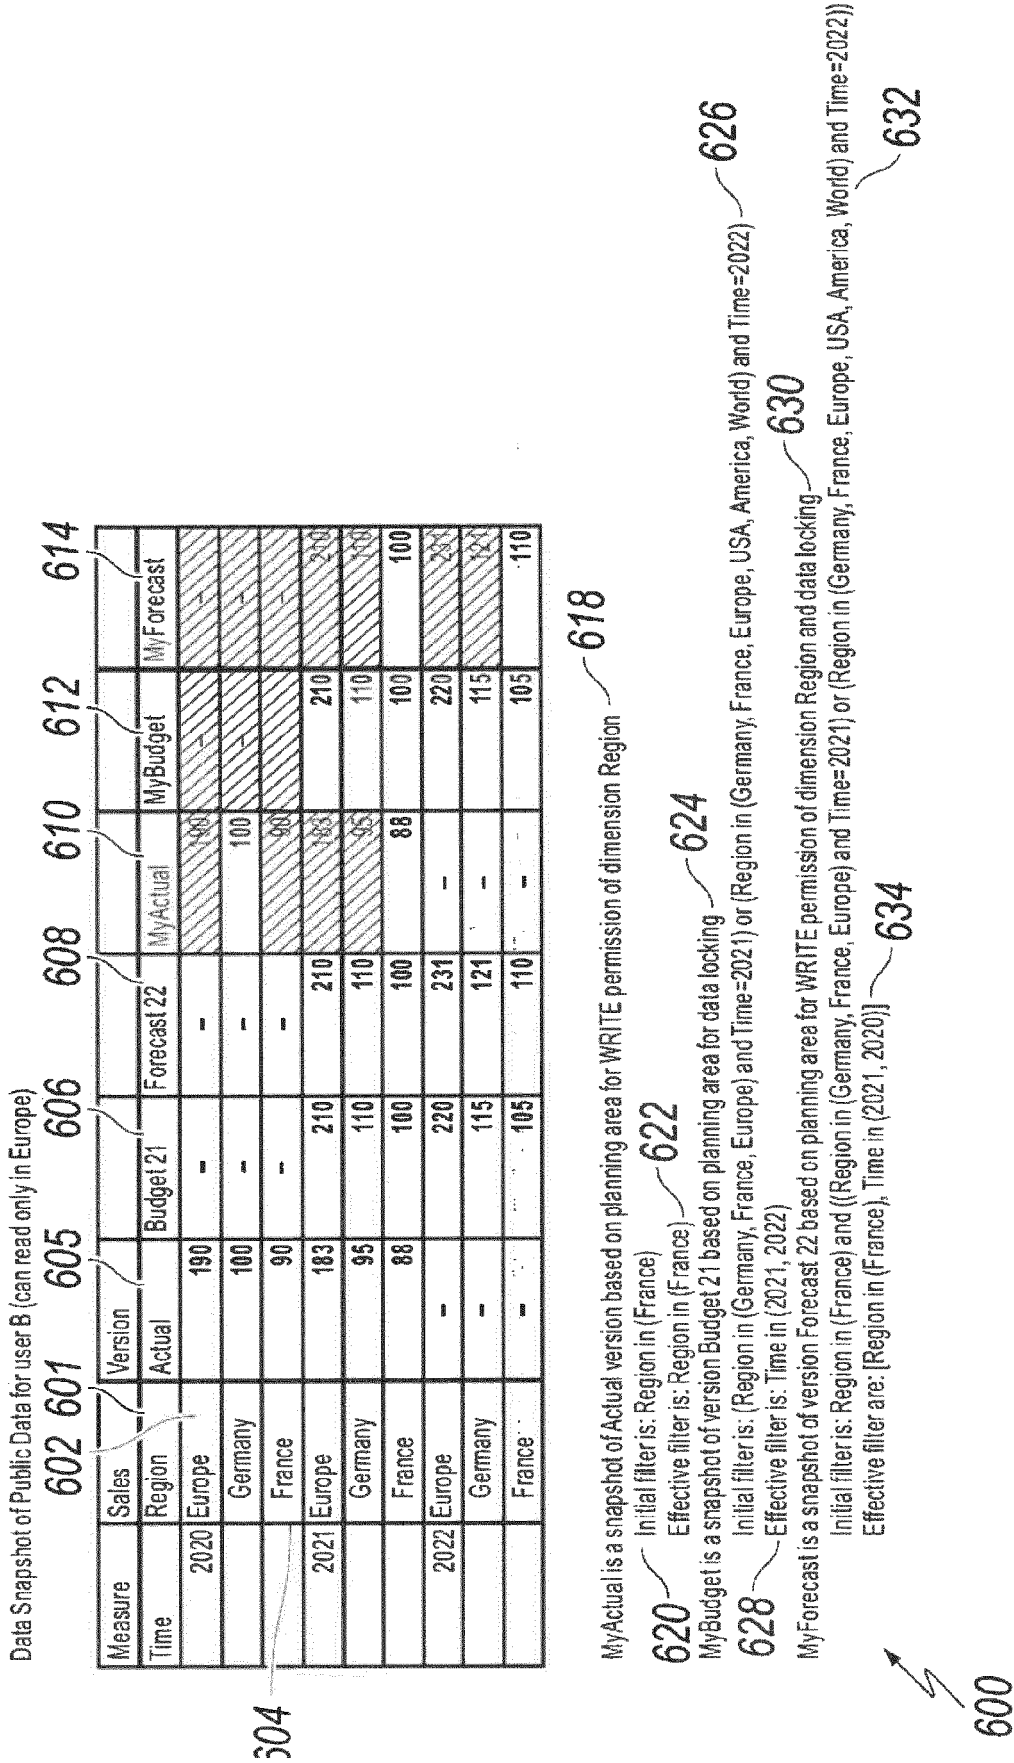 Data Snapshot of Public Data for user B (can read only in Europe)
602 601 605 606 608 610 612 614
Measure Sales Version
Time Region Actual Budget 21 Forecast 22 MyActual MyBudget MyForecast
2020 Europe 190 – – 190 – –
Germany 100 – – 100 – –
France 90 – – 90 –
2021 Europe 183 210 210 183 210 210
Germany 95 110 110 95 110 110
France 88 100 100 88 100 100
2022 Europe – 220 231 – 220 231
Germany – 115 121 – 115 121
France – 105 110 – 105 110
604
MyActual is a snapshot of Actual version based on planning area for WRITE permission of dimension Region 618
620 Initial filter is: Region in (France)
Effective filter is: Region in (France) 622
MyBudget is a snapshot of version Budget 21 based on planning area for data locking 624
Initial filter is: (Region in (Germany, France, Europe) and Time=2021) or (Region in (Germany, France, Europe, USA, America, World) and Time=2022) 626
628 Effective filter is: Time in (2021, 2022)
MyForecast is a snapshot of version Forecast 22 based on planning area for WRITE permission of dimension Region and data locking 630
Initial filter is: Region in (France) and ((Region in (Germany, France, Europe) and Time=2021) or (Region in (Germany, France, Europe, USA, America, World) and Time=2022)) 632
Effective filter are: [Region in (France), Time in (2021, 2020)] 634
600